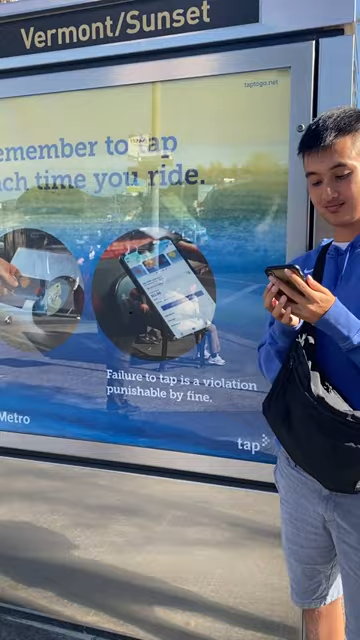 Vermont/Sunset
taptogo.net
emember to tap
ach time you ride.
Failure to tap is a violation
punishable by fine.
Metro
tap